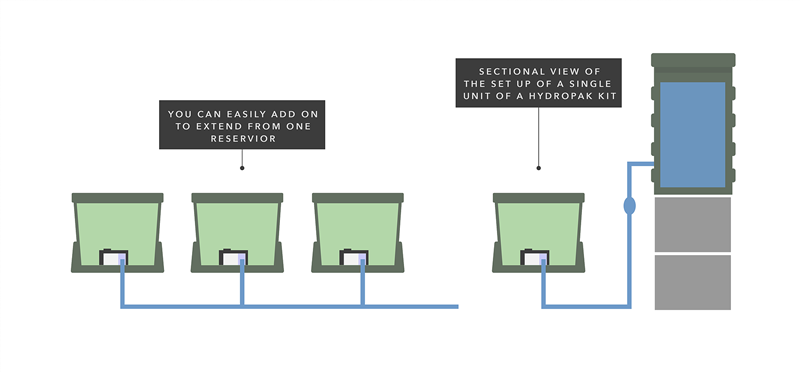 YOU CAN EASILY ADD ON
TO EXTEND FROM ONE
RESERVIOR
SECTIONAL VIEW OF
THE SET UP OF A SINGLE
UNIT OF A HYDROPAK KIT